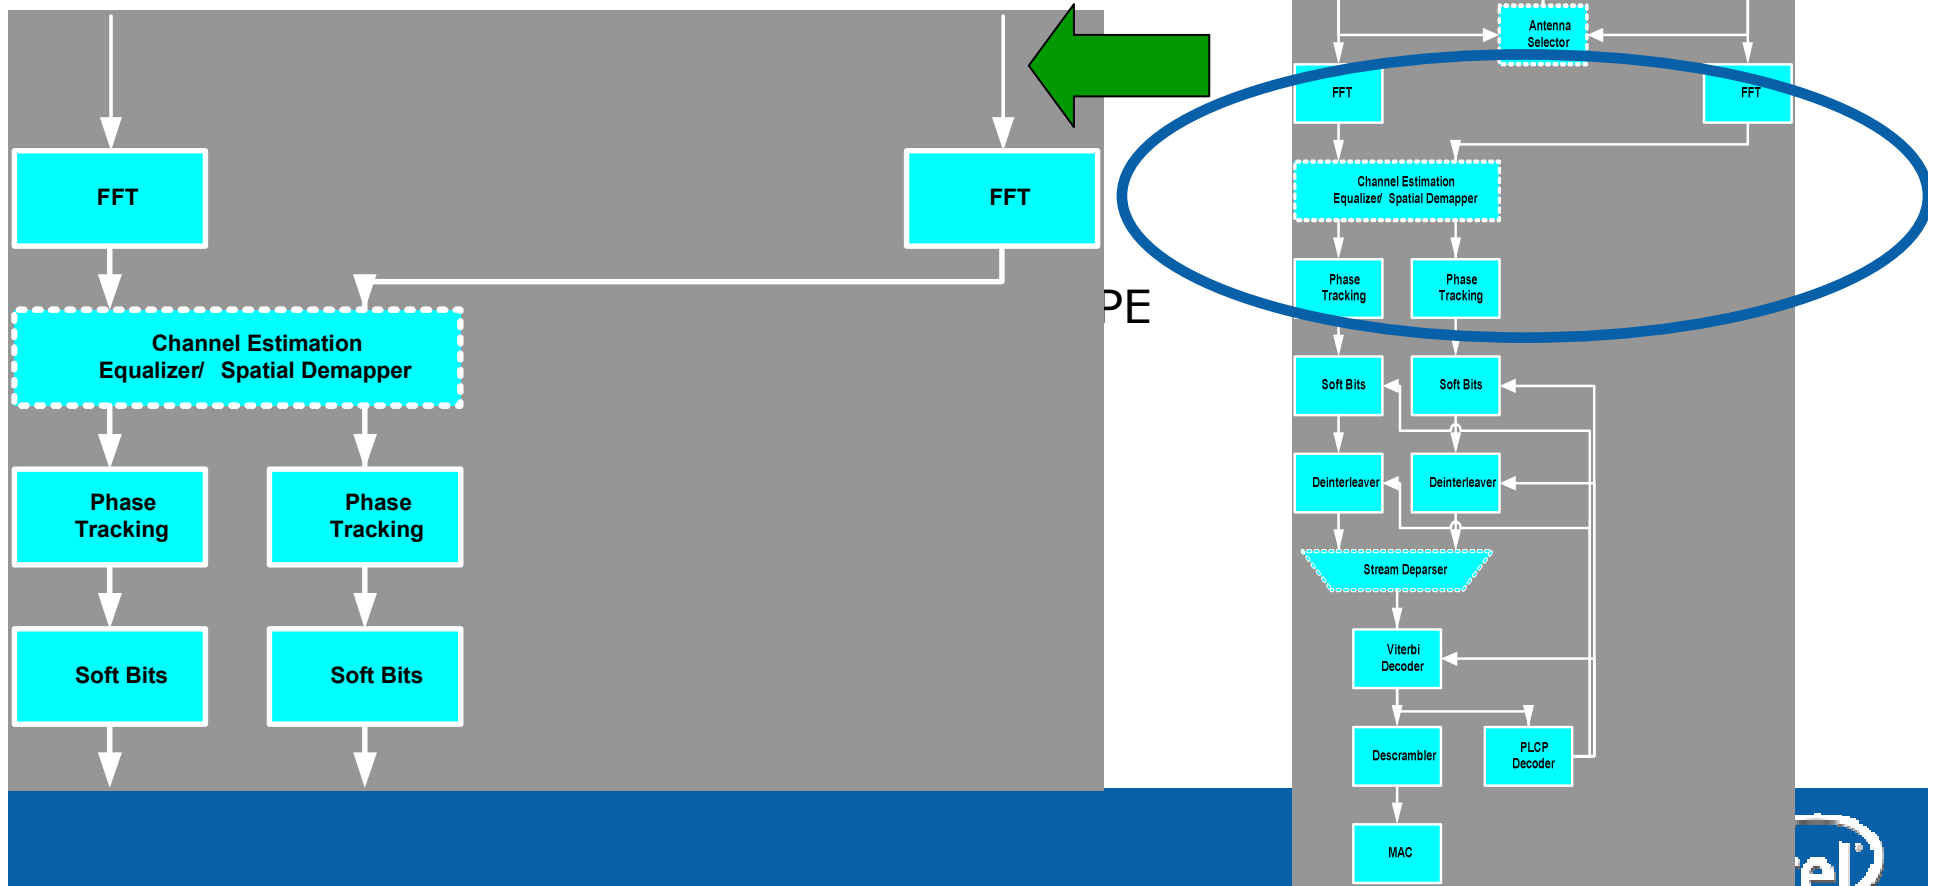 FFT
FFT
Channel Estimation
Equalizer/ Spatial Demapper
Phase
Tracking
Phase
Tracking
Soft Bits
Soft Bits
PE
Antenna
Selector
FFT
FFT
Channel Estimation
Equalizer/ Spatial Demapper
Phase
Tracking
Phase
Tracking
Soft Bits
Soft Bits
Deinterleaver
Deinterleaver
Stream Deparser
Viterbi
Decoder
Descrambler
PLCP
Decoder
MAC